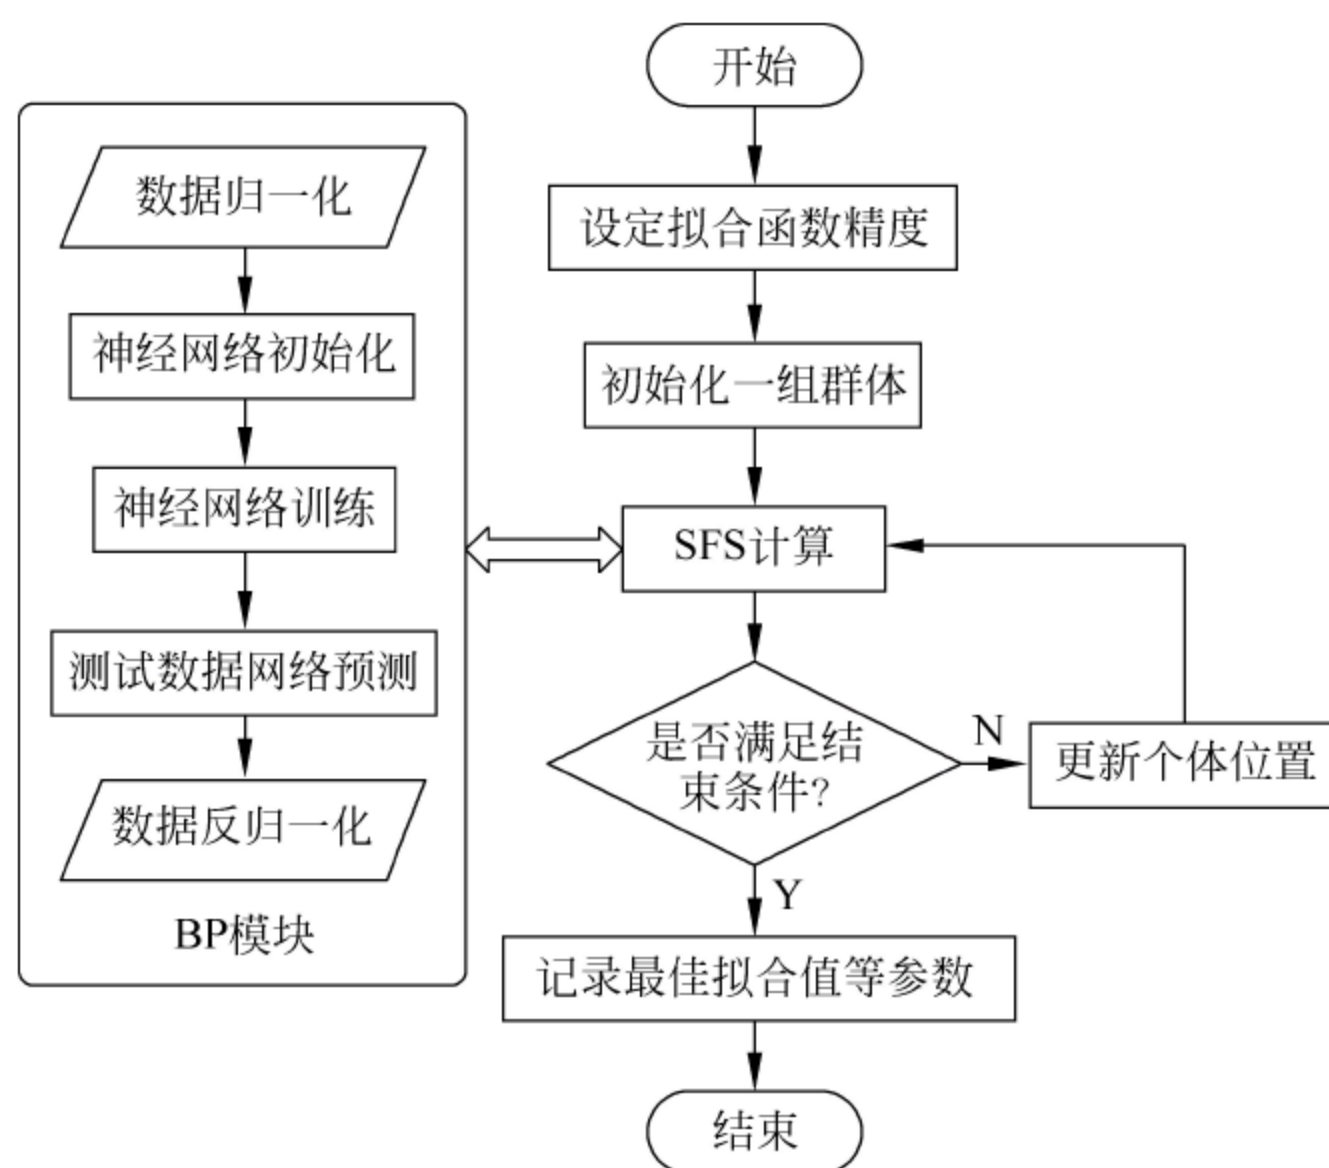 开始
设定拟合函数精度
初始化一组群体
SFS计算
是否满足结
束条件?
N
更新个体位置
Y
记录最佳拟合值等参数
结束
数据归一化
神经网络初始化
神经网络训练
测试数据网络预测
数据反归一化
BP模块